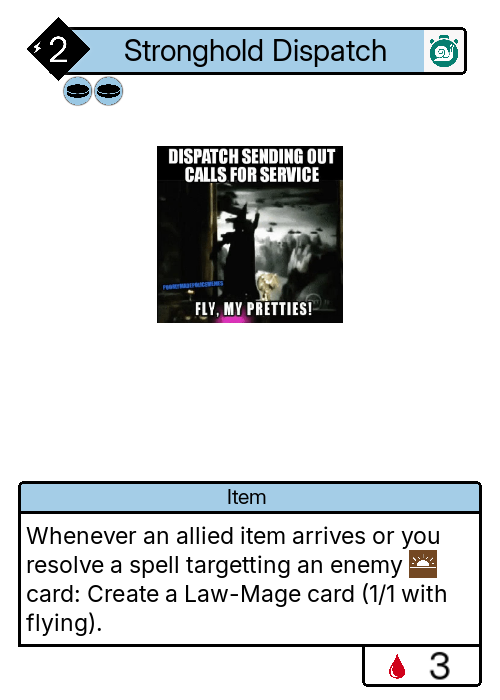 2
Stronghold Dispatch
DISPATCH SENDING OUT
CALLS FOR SERVICE
FLY, MY PRETTIES!
Item
Whenever an allied item arrives or you
resolve a spell targetting an enemy
card: Create a Law-Mage card (1/1 with
flying).
3